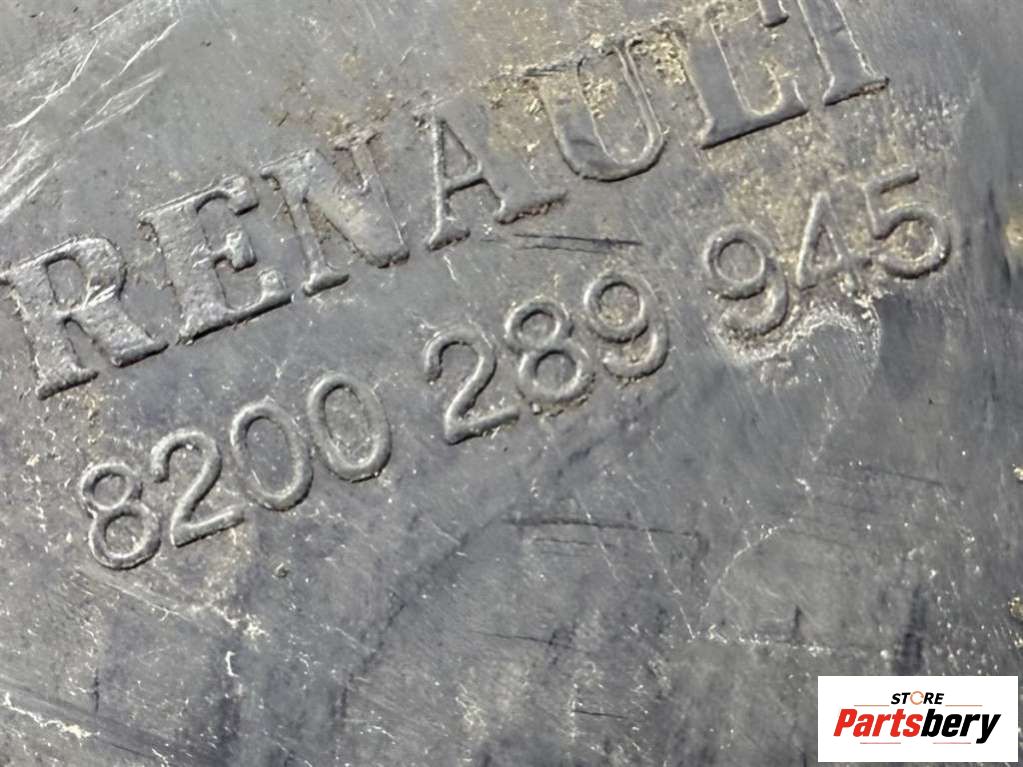 RENAULT
8200 289 945
STORE
Partsbery